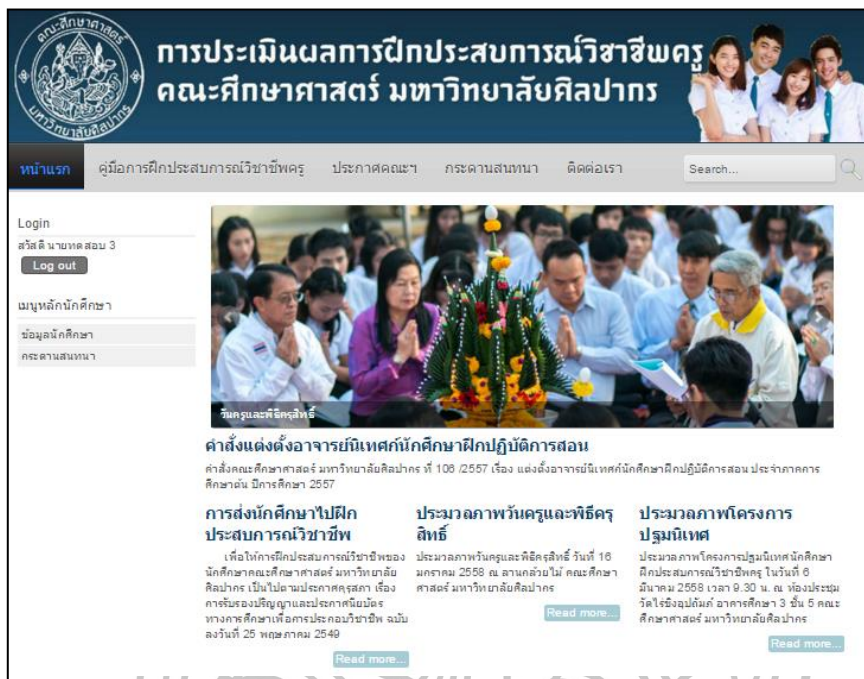 คณะศึกษาศาสตร์
มหาวิทยาลัยศิลปากร
การประเมินผลการฝึกประสบการณ์วิชาชีพครู
คณะศึกษาศาสตร์ มหาวิทยาลัยศิลปากร
หน้าแรก คู่มือการฝึกประสบการณ์วิชาชีพครู ประกาศคณะฯ กระดานสนทนา ติดต่อเรา Search...
Login
สวัสดี นายทดสอบ 3
Log out
เมนูหลักนักศึกษา
ข้อมูลนักศึกษา
กระดานสนทนา
วันครูและพิธีครุสิทธิ์
คำสั่งแต่งตั้งอาจารย์นิเทศก์นักศึกษาฝึกปฏิบัติการสอน
คำสั่งคณะศึกษาศาสตร์ มหาวิทยาลัยศิลปากร ที่ 106 /2557 เรื่อง แต่งตั้งอาจารย์นิเทศก์นักศึกษาฝึกปฏิบัติการสอน ประจำภาคการ
ศึกษาต้น ปีการศึกษา 2557
การส่งนักศึกษาไปฝึก
ประสบการณ์วิชาชีพ
เพื่อให้การฝึกประสบการณ์วิชาชีพของ
นักศึกษาคณะศึกษาศาสตร์ มหาวิทยาลัย
ศิลปากร เป็นไปตามประกาศคุรุสภา เรื่อง
การรับรองปริญญาและประกาศนียบัตร
ทางการศึกษาเพื่อการประกอบวิชาชีพ ฉบับ
ลงวันที่ 25 พฤษภาคม 2549
Read more...
ประมวลภาพวันครูและพิธีครุ
สิทธิ์
ประมวลภาพวันครูและพิธีครุสิทธิ์ วันที่ 16
มกราคม 2558 ณ ลานกล้วยไม้ คณะศึกษา
ศาสตร์ มหาวิทยาลัยศิลปากร
Read more...
ประมวลภาพโครงการ
ปฐมนิเทศ
ประมวลภาพโครงการปฐมนิเทศนักศึกษา
ฝึกประสบการณ์วิชาชีพครู ในวันที่ 6
มีนาคม 2558 เวลา 9.30 น. ณ ห้องประชุม
วัดไร่ขิงอุปถัมภ์ อาคารศึกษา 3 ชั้น 5 คณะ
ศึกษาศาสตร์ มหาวิทยาลัยศิลปากร
Read more...